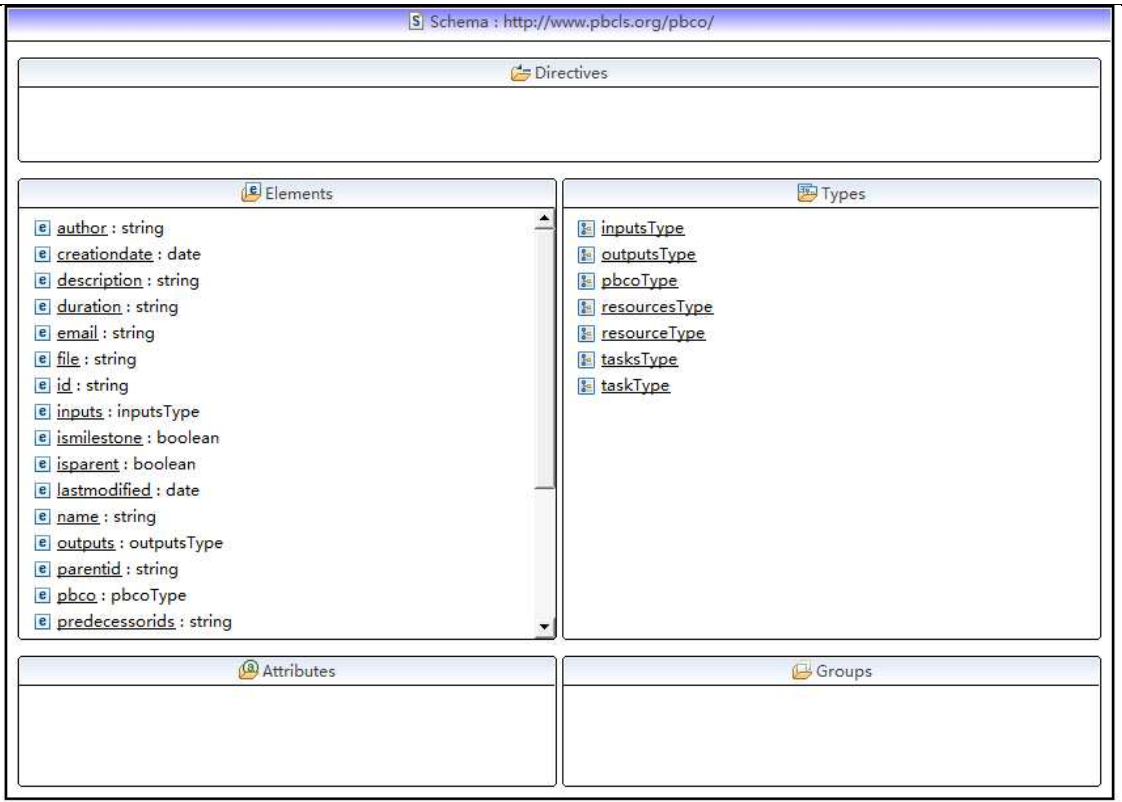 Schema : http://www.pbcls.org/pbco/
Directives
Elements
author : string
creationdate : date
description : string
duration : string
email : string
file : string
id : string
inputs : inputsType
ismilestone : boolean
isparent : boolean
lastmodified : date
name : string
outputs : outputsType
parentid : string
pbco : pbcoType
predecessorids : string
Types
inputsType
outputsType
pbcoType
resourcesType
resourceType
tasksType
taskType
Attributes
Groups